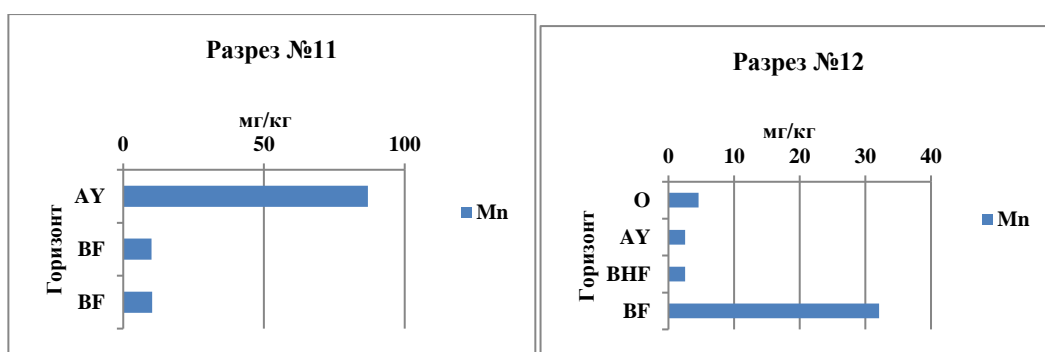 Разрез №11
мг/кг
0 50 100
AY
BF
BF
Горизонт
Mn
Разрез №12
мг/кг
0 10 20 30 40
O
AY
BHF
BF
Горизонт
Mn